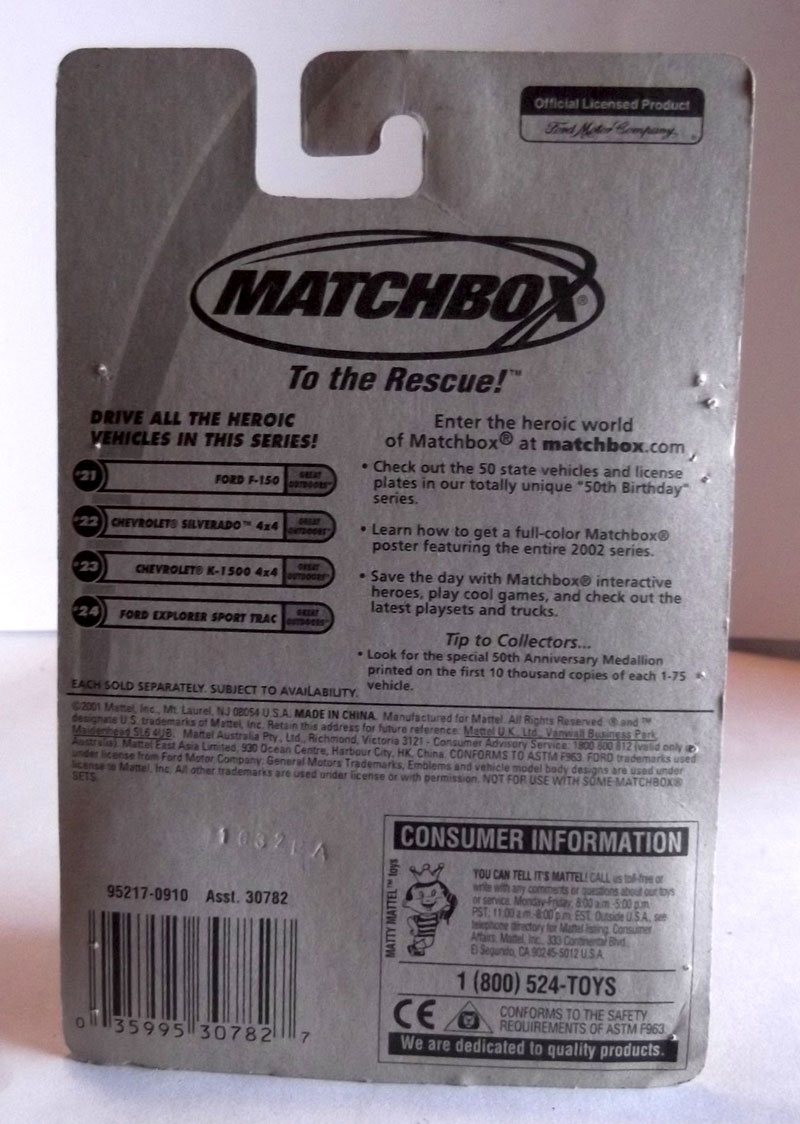 Official Licensed Product
Ford Motor Company
MATCHBOX®
To the Rescue!™
DRIVE ALL THE HEROIC
VEHICLES IN THIS SERIES!
#21 FORD F-150 GREAT OUTDOORS™
#22 CHEVROLET® SILVERADO™ 4x4 GREAT OUTDOORS™
#23 CHEVROLET® K-1500 4x4 GREAT OUTDOORS™
#24 FORD EXPLORER SPORT TRAC GREAT OUTDOORS™
EACH SOLD SEPARATELY. SUBJECT TO AVAILABILITY.
Enter the heroic world
of Matchbox® at matchbox.com
• Check out the 50 state vehicles and license
plates in our totally unique "50th Birthday"
series.
• Learn how to get a full-color Matchbox®
poster featuring the entire 2002 series.
• Save the day with Matchbox® interactive
heroes, play cool games, and check out the
latest playsets and trucks.
Tip to Collectors...
• Look for the special 50th Anniversary Medallion
printed on the first 10 thousand copies of each 1-75
vehicle.
©2001 Mattel, Inc., Mt. Laurel, NJ 08054 U.S.A. MADE IN CHINA. Manufactured for Mattel. All Rights Reserved. ® and ™
designate U.S. trademarks of Mattel, Inc. Retain this address for future reference: Mattel U.K. Ltd., Vanwall Business Park,
Maidenhead SL6 4UB. Mattel Australia Pty., Ltd., Richmond, Victoria 3121 - Consumer Advisory Service: 1800 800 812 (valid only in
Australia). Mattel East Asia Limited, 930 Ocean Centre, Harbour City, HK, China. CONFORMS TO ASTM F963. FORD trademarks used
under license from Ford Motor Company. General Motors Trademarks, Emblems and vehicle model body designs are used under
license to Mattel, Inc. All other trademarks are used under license or with permission. NOT FOR USE WITH SOME MATCHBOX®
SETS.
95217-0910 Asst. 30782
0 35995 30782 7
CONSUMER INFORMATION
MATTY MATTEL™ toys
YOU CAN TELL IT'S MATTEL! CALL us toll-free or
write with any comments or questions about our toys
or service. Monday-Friday. 8:00 a.m.-5:00 p.m.
PST. 11:00 a.m.-8:00 p.m. EST. Outside U.S.A., see
telephone directory for Mattel listing. Consumer
Affairs, Mattel, Inc., 333 Continental Blvd.,
El Segundo, CA 90245-5012 U.S.A.
1 (800) 524-TOYS
CE
CONFORMS TO THE SAFETY
REQUIREMENTS OF ASTM F963.
We are dedicated to quality products.